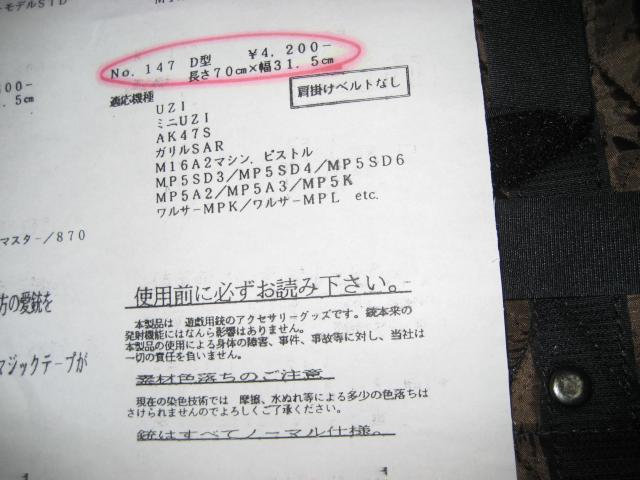 モデルSTD
No. 147 D型 ¥4,200-
長さ70㎝×幅31.5㎝
00-
5㎝
適応機種
肩掛けベルトなし
UZI
ミニUZI
AK47S
ガリルSAR
M16A2マシン.ピストル
MP5SD3/MP5SD4/MP5SD6
MP5A2/MP5A3/MP5K
ワルサーMPK/ワルサーMPL etc.
マスター/870
方の愛銃を
マジックテープが
使用前に必ずお読み下さい。
本製品は 遊戯用銃のアクセサリーグッズです。銃本来の
発射機能にはなんら影響はありません。
本製品の使用による身体の障害、事件、事故等に対し、当社は
一切の責任を負いません。
素材色落ちのご注意
現在の染色技術では 摩擦、水ぬれ等による多少の色落ちは
さけられませんのでよろしくご了承ください。
銃はすべてノーマル仕様。